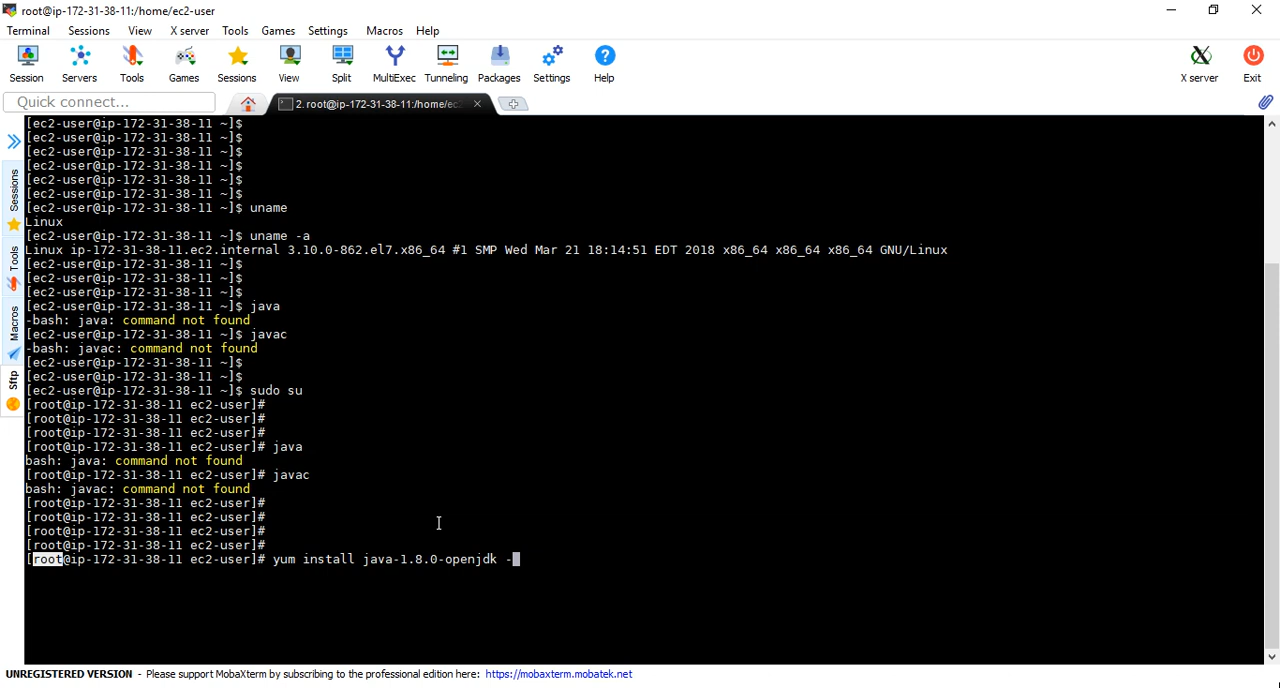 root@ip-172-31-38-11:/home/ec2-user
Terminal Sessions View X server Tools Games Settings Macros Help
Session Servers Tools Games Sessions View Split MultiExec Tunneling Packages Settings Help X server Exit
Quick connect...
2. root@ip-172-31-38-11:/home/ec
Sessions
Tools
Macros
Sftp
[ec2-user@ip-172-31-38-11 ~]$
[ec2-user@ip-172-31-38-11 ~]$
[ec2-user@ip-172-31-38-11 ~]$
[ec2-user@ip-172-31-38-11 ~]$
[ec2-user@ip-172-31-38-11 ~]$
[ec2-user@ip-172-31-38-11 ~]$
[ec2-user@ip-172-31-38-11 ~]$ uname
Linux
[ec2-user@ip-172-31-38-11 ~]$ uname -a
Linux ip-172-31-38-11.ec2.internal 3.10.0-862.el7.x86_64 #1 SMP Wed Mar 21 18:14:51 EDT 2018 x86_64 x86_64 x86_64 GNU/Linux
[ec2-user@ip-172-31-38-11 ~]$
[ec2-user@ip-172-31-38-11 ~]$
[ec2-user@ip-172-31-38-11 ~]$
[ec2-user@ip-172-31-38-11 ~]$ java
-bash: java: command not found
[ec2-user@ip-172-31-38-11 ~]$ javac
-bash: javac: command not found
[ec2-user@ip-172-31-38-11 ~]$
[ec2-user@ip-172-31-38-11 ~]$
[ec2-user@ip-172-31-38-11 ~]$ sudo su
[root@ip-172-31-38-11 ec2-user]#
[root@ip-172-31-38-11 ec2-user]#
[root@ip-172-31-38-11 ec2-user]#
[root@ip-172-31-38-11 ec2-user]# java
bash: java: command not found
[root@ip-172-31-38-11 ec2-user]# javac
bash: javac: command not found
[root@ip-172-31-38-11 ec2-user]#
[root@ip-172-31-38-11 ec2-user]#
[root@ip-172-31-38-11 ec2-user]#
[root@ip-172-31-38-11 ec2-user]#
[root@ip-172-31-38-11 ec2-user]# yum install java-1.8.0-openjdk -
UNREGISTERED VERSION - Please support MobaXterm by subscribing to the professional edition here: https://mobaxterm.mobatek.net